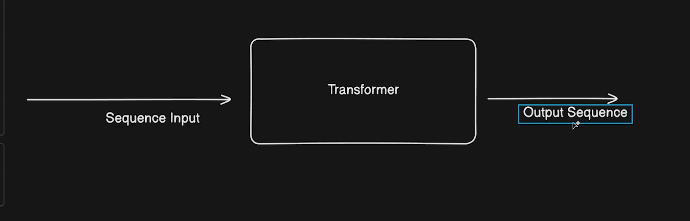 Sequence Input
Transformer
Output Sequence